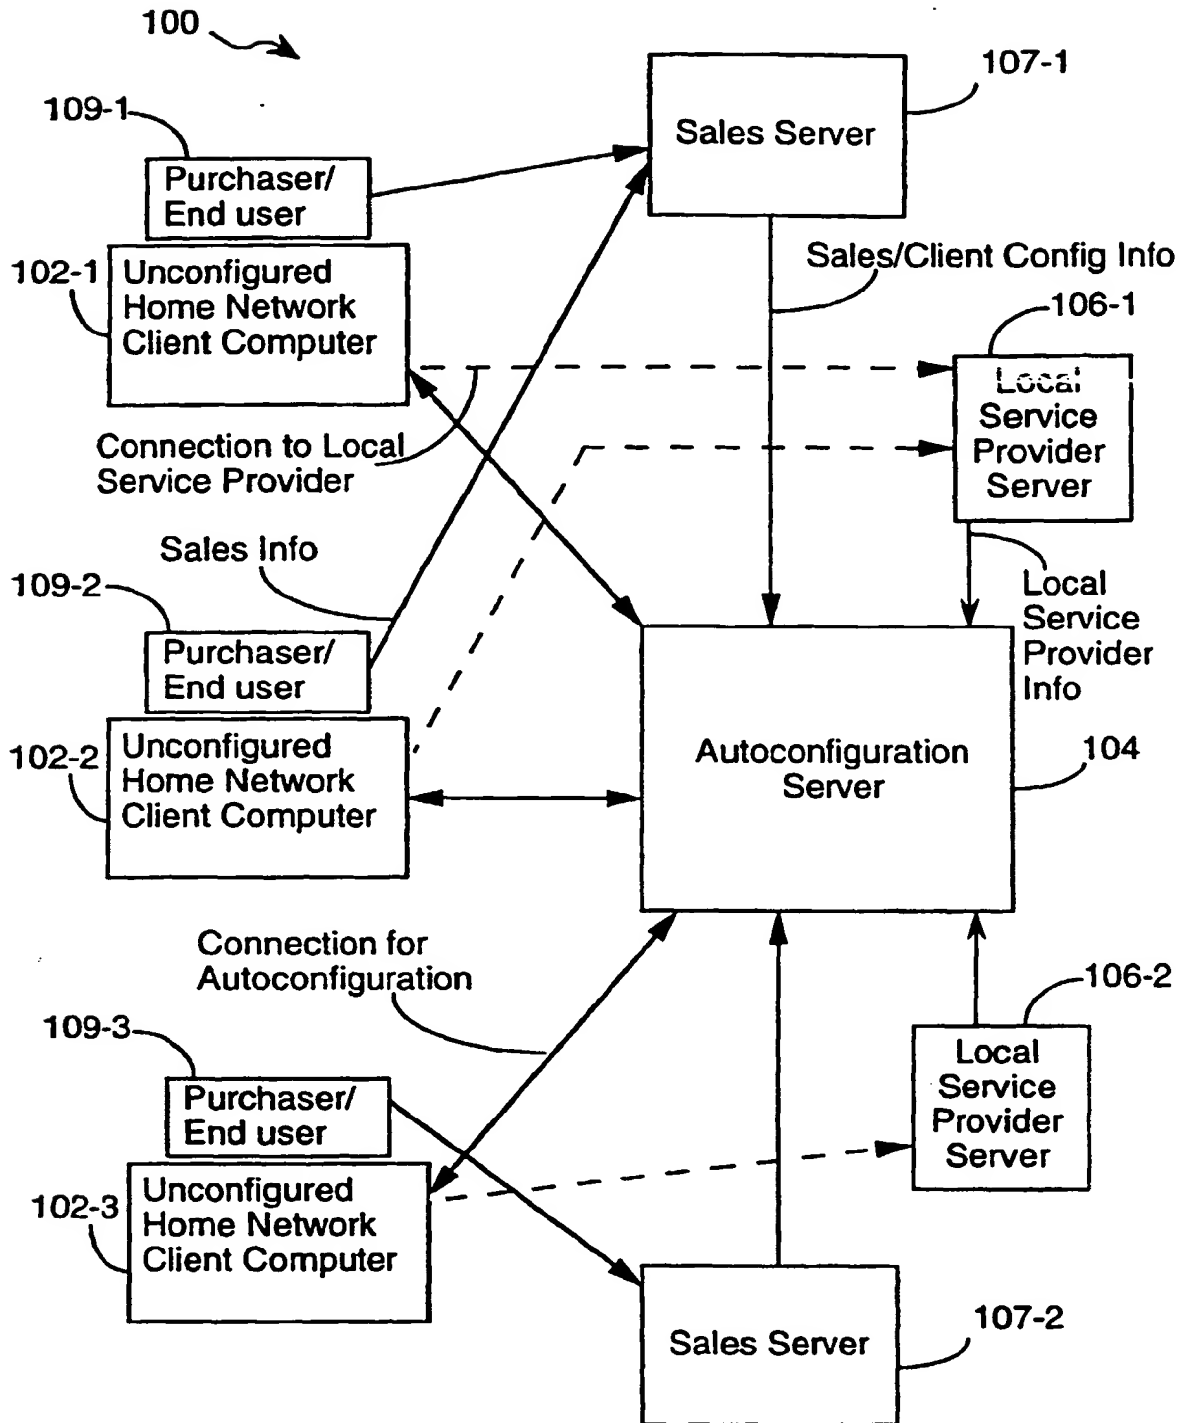 100
107-1
109-1
Sales Server
Purchaser/
End user
Sales/Client Config Info
102-1
Unconfigured
Home Network
Client Computer
106-1
Local
Service
Provider
Server
Connection to Local
Service Provider
Sales Info
109-2
Local
Service
Provider
Info
Purchaser/
End user
102-2
Unconfigured
Home Network
Client Computer
Autoconfiguration
Server
104
Connection for
Autoconfiguration
106-2
109-3
Local
Service
Provider
Server
Purchaser/
End user
102-3
Unconfigured
Home Network
Client Computer
107-2
Sales Server